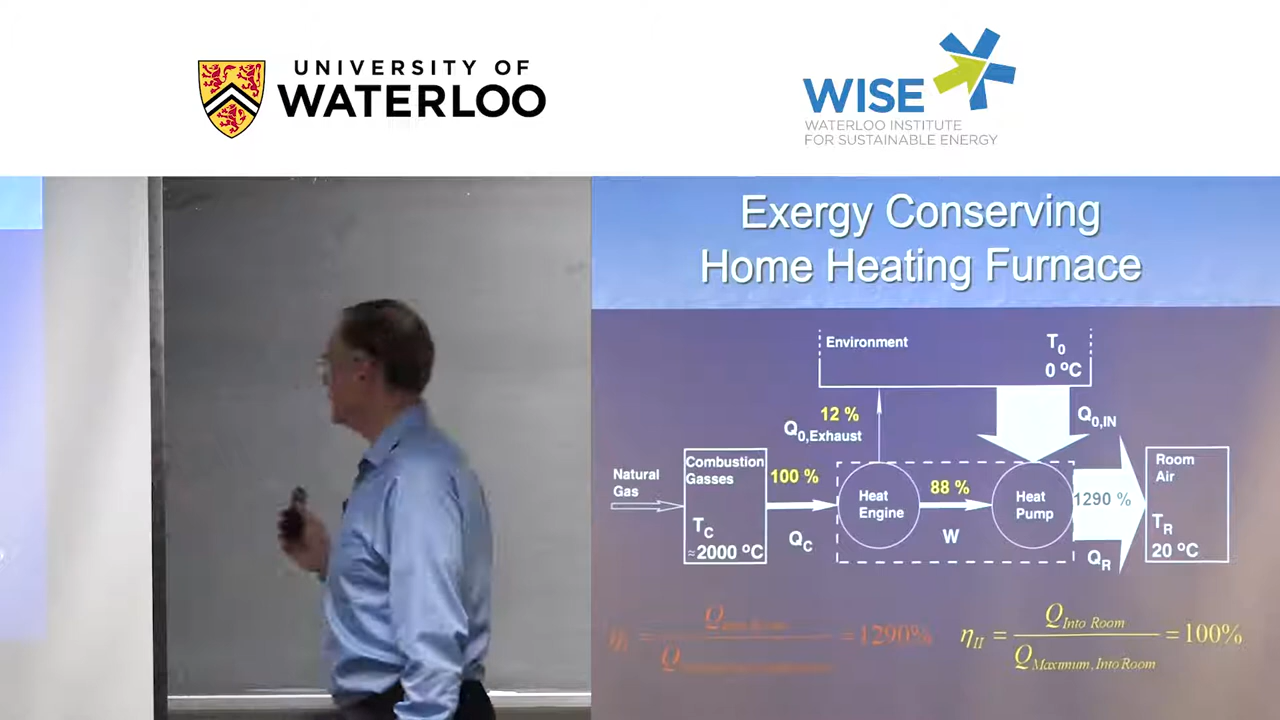 UNIVERSITY OF
WATERLOO
WISE
WATERLOO INSTITUTE
FOR SUSTAINABLE ENERGY
Exergy Conserving
Home Heating Furnace
Environment
T0
0 ºC
12 %
Q0,Exhaust
Q0,IN
Natural
Gas
Combustion
Gasses
TC
≈2000 ºC
100 %
QC
Heat
Engine
88 %
W
Heat
Pump
1290 %
QR
Room
Air
TR
20 ºC
ηI = Q / Q = 1290%
ηII = QInto Room / QMaximum, Into Room = 100%